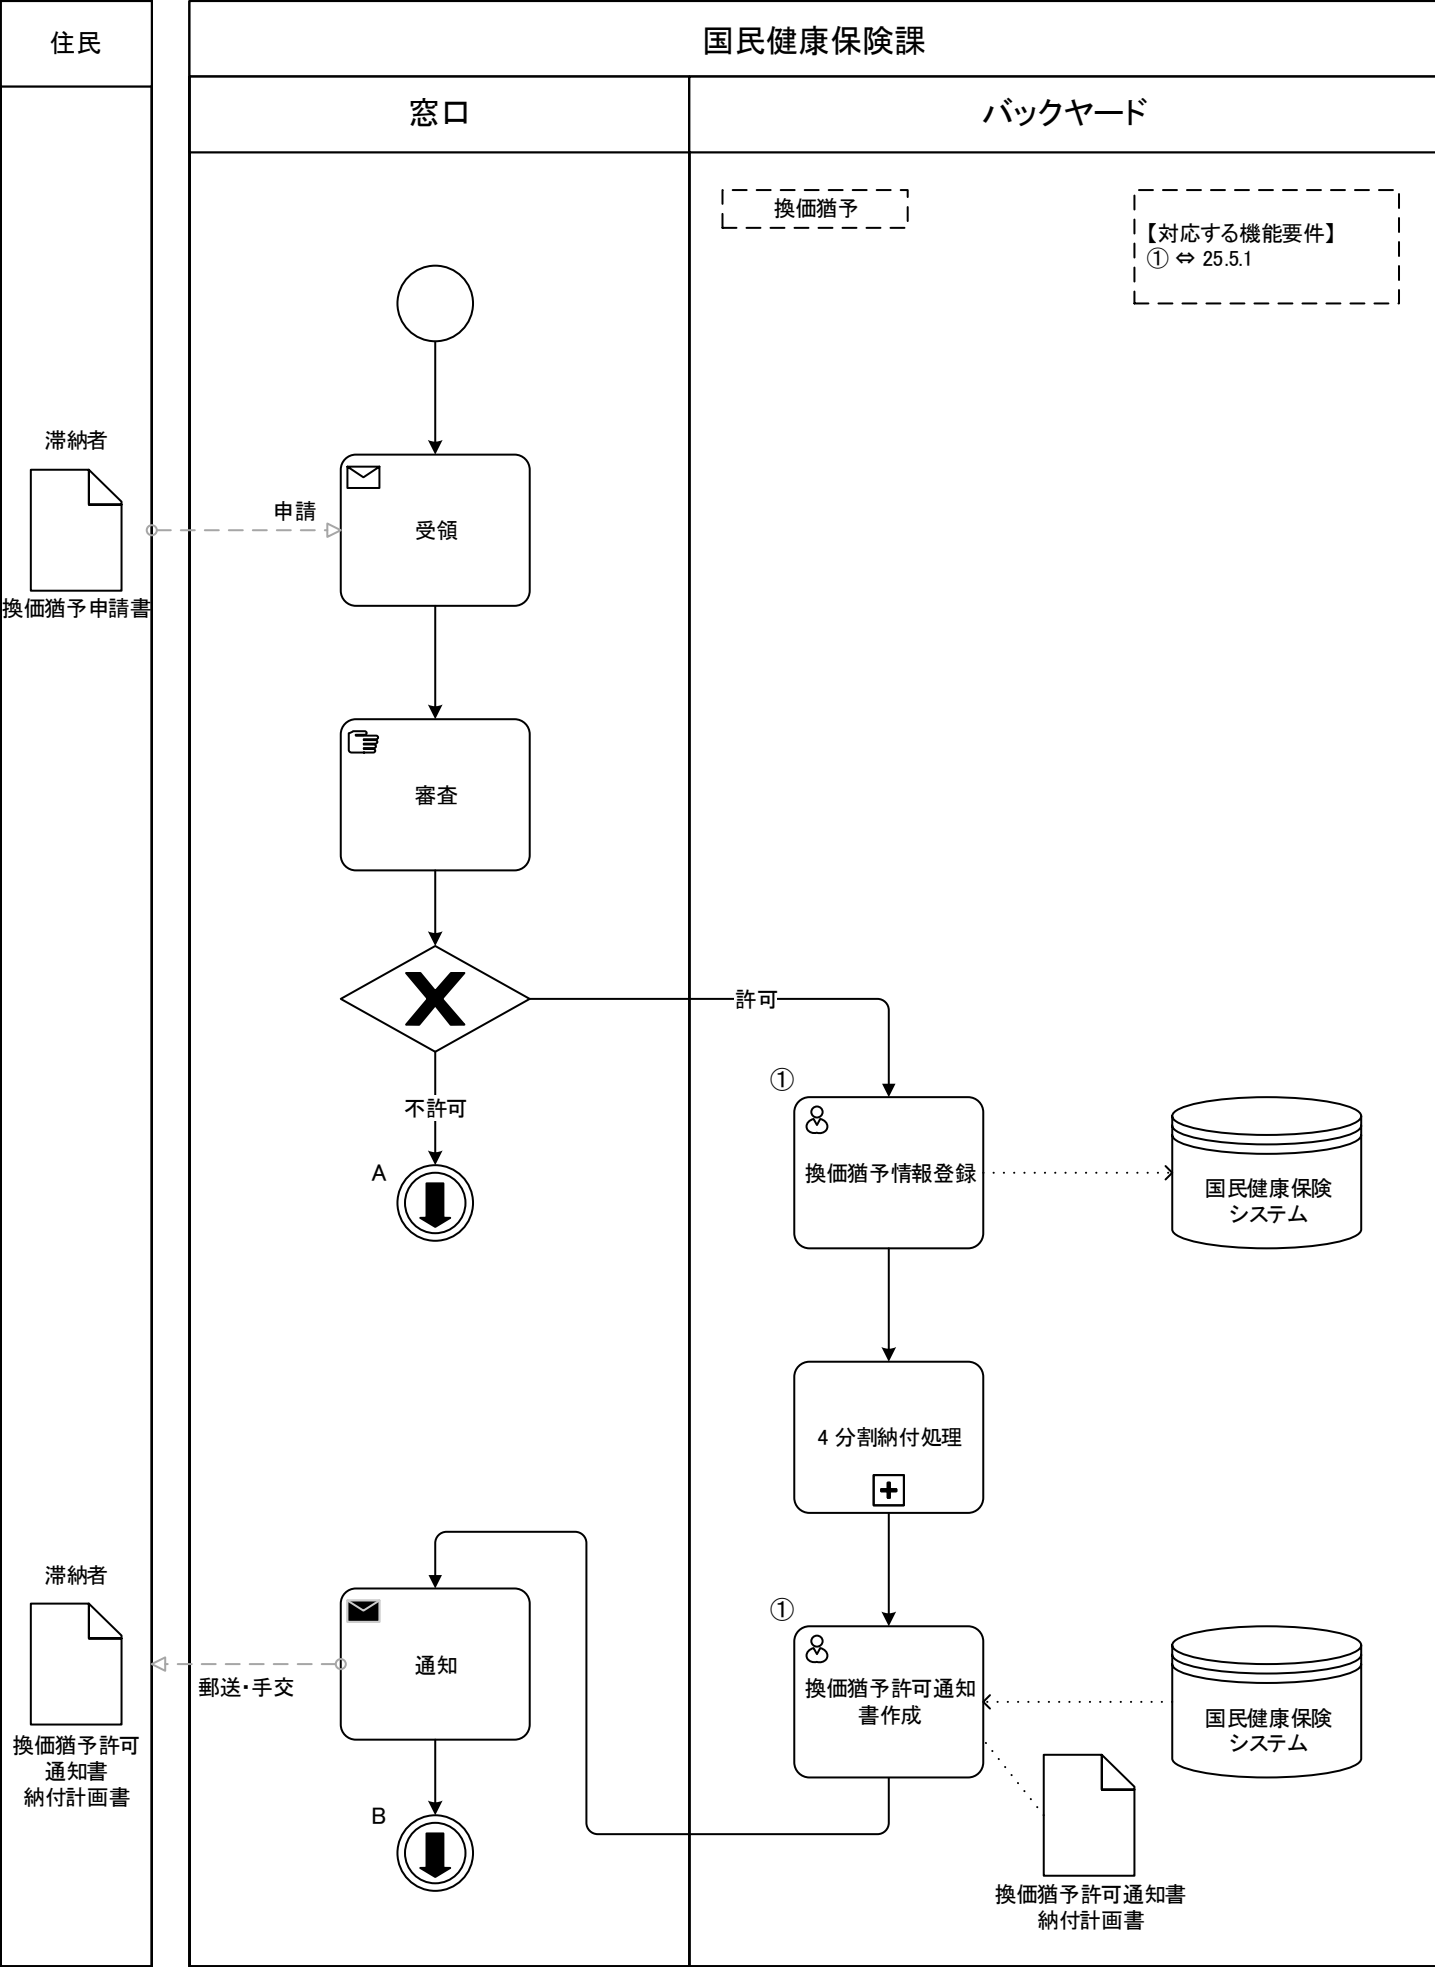 住民
国民健康保険課
窓口
バックヤード
換価猶予
【対応する機能要件】
① ⇔ 25.5.1
滞納者
換価猶予申請書
申請
受領
審査
許可
不許可
A
①
換価猶予情報登録
国民健康保険
システム
4 分割納付処理
滞納者
換価猶予許可
通知書
納付計画書
郵送・手交
通知
B
①
換価猶予許可通知
書作成
国民健康保険
システム
換価猶予許可通知書
納付計画書